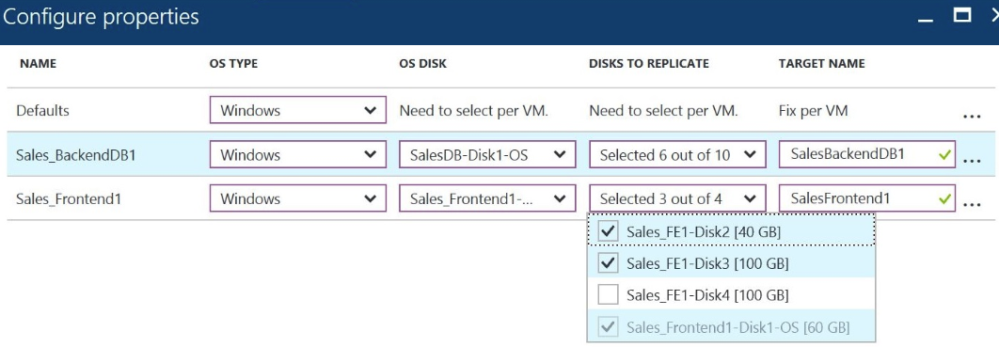 Configure properties
NAME OS TYPE OS DISK DISKS TO REPLICATE TARGET NAME
Defaults Windows Need to select per VM. Need to select per VM. Fix per VM ...
Sales_BackendDB1 Windows SalesDB-Disk1-OS Selected 6 out of 10 SalesBackendDB1 ...
Sales_Frontend1 Windows Sales_Frontend1-... Selected 3 out of 4 SalesFrontend1 ...
Sales_FE1-Disk2 [40 GB]
Sales_FE1-Disk3 [100 GB]
Sales_FE1-Disk4 [100 GB]
Sales_Frontend1-Disk1-OS [60 GB]